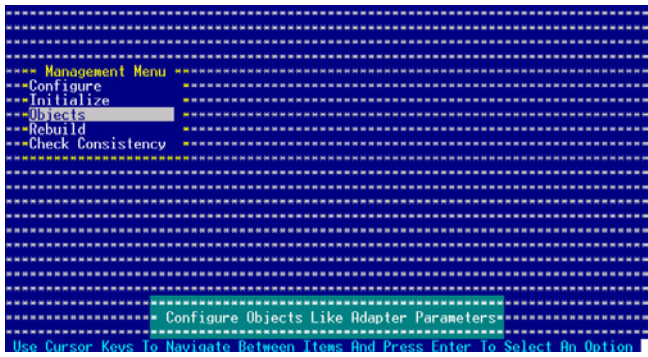 Management Menu
Configure
Initialize
Objects
Rebuild
Check Consistency
Configure Objects Like Adapter Parameters
Use Cursor Keys To Navigate Between Items And Press Enter To Select An Option